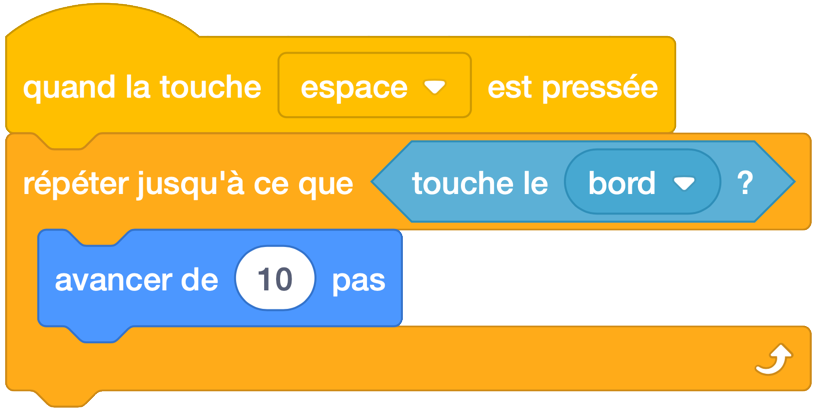 quand la touche espace est pressée
répéter jusqu'à ce que touche le bord ?
avancer de 10 pas